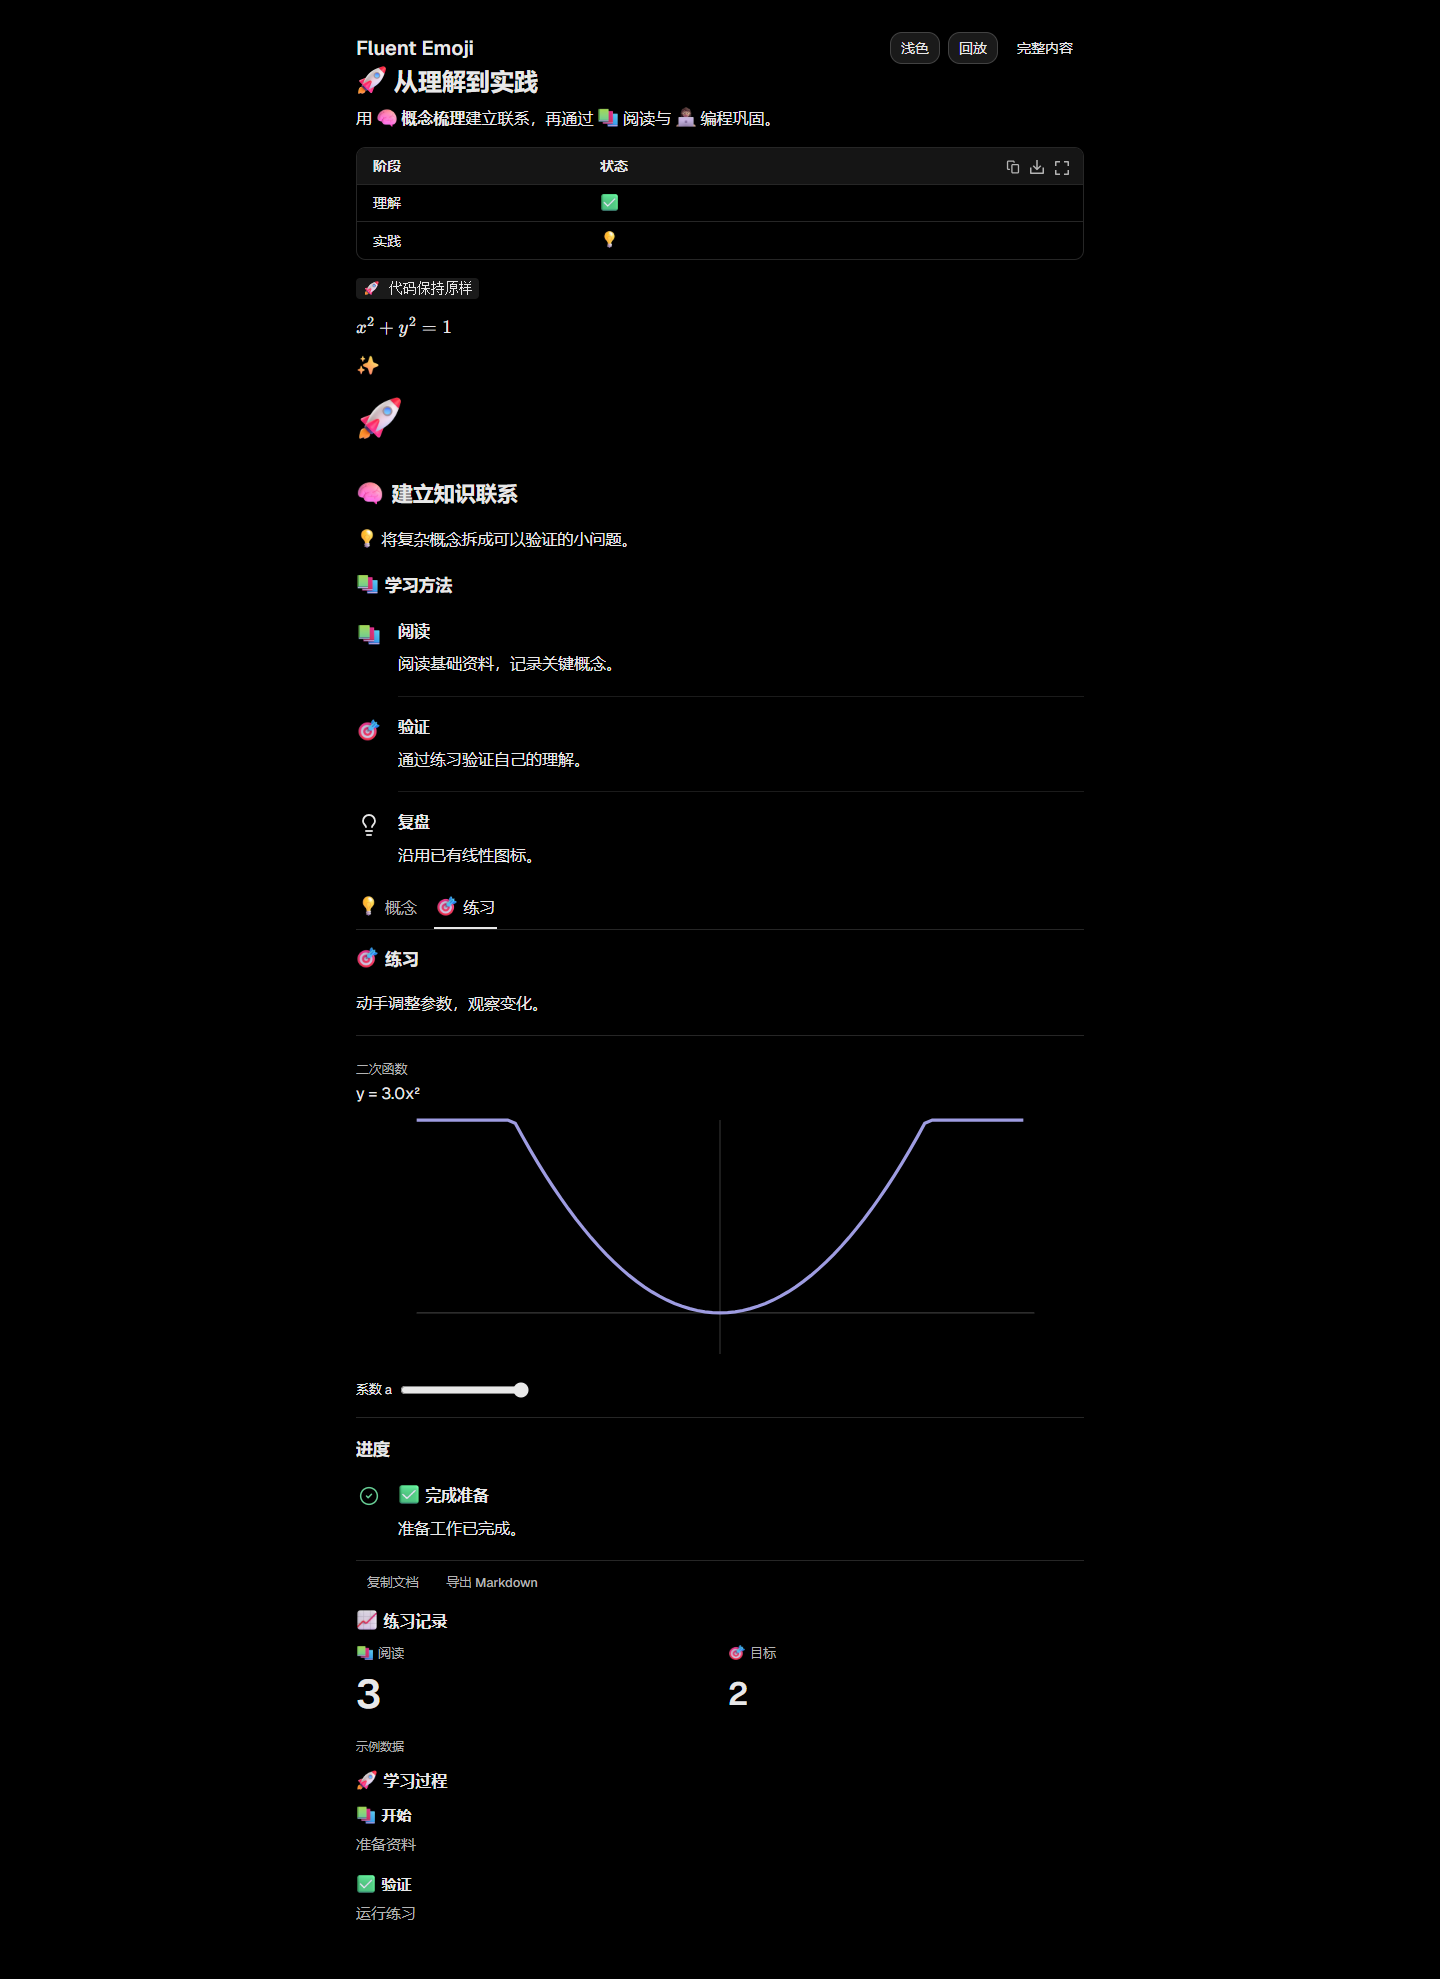 Fluent Emoji
浅色 回放 完整内容
🚀 从理解到实践
用 🧠 概念梳理建立联系，再通过 📚 阅读与 🧑🏽‍💻 编程巩固。
阶段 状态
理解 ✅
实践 💡
🚀 代码保持原样
x² + y² = 1
✨
🚀
🧠 建立知识联系
💡 将复杂概念拆成可以验证的小问题。
📚 学习方法
📚 阅读
阅读基础资料，记录关键概念。
🎯 验证
通过练习验证自己的理解。
复盘
沿用已有线性图标。
💡 概念 🎯 练习
🎯 练习
动手调整参数，观察变化。
二次函数
y = 3.0x²
系数 a
进度
✅ 完成准备
准备工作已完成。
复制文档 导出 Markdown
📈 练习记录
📚 阅读 🎯 目标
3 2
示例数据
🚀 学习过程
📚 开始
准备资料
✅ 验证
运行练习